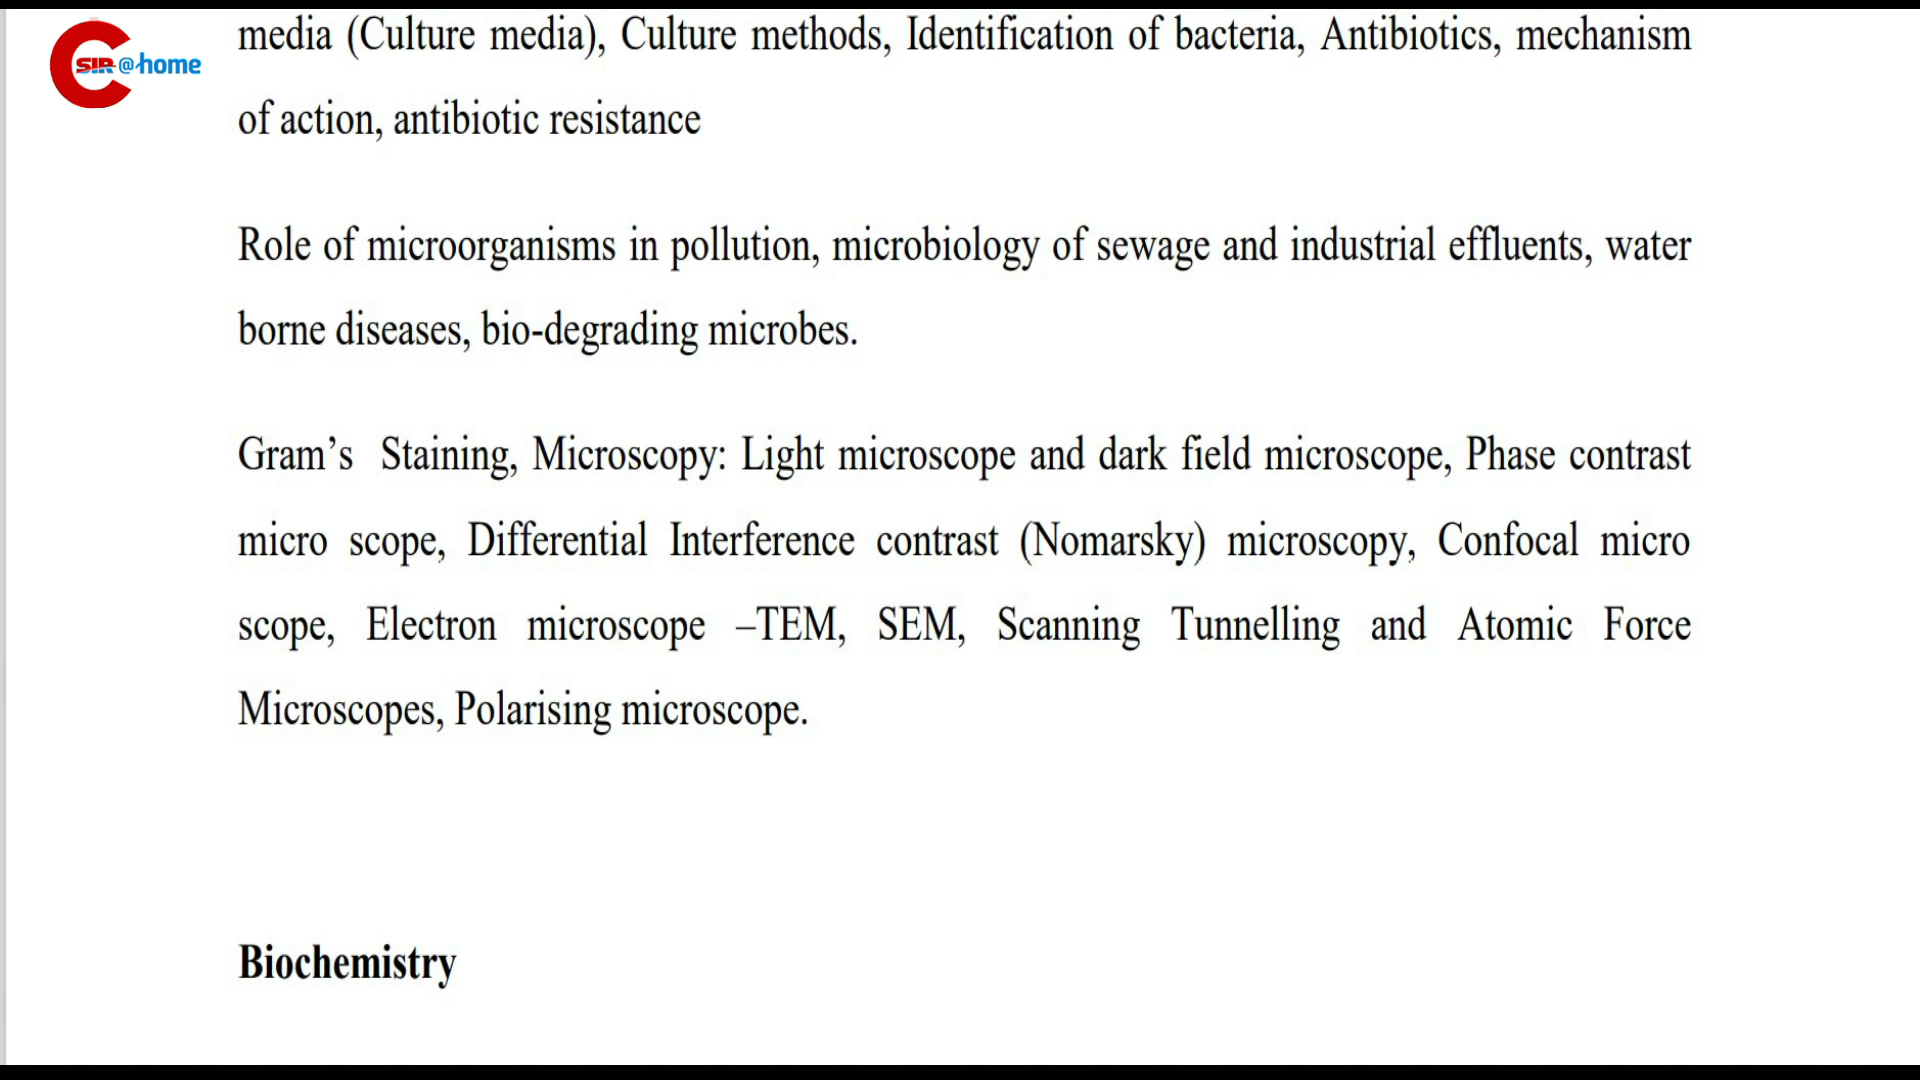 CSIR@home
media (Culture media), Culture methods, Identification of bacteria, Antibiotics, mechanism
of action, antibiotic resistance
Role of microorganisms in pollution, microbiology of sewage and industrial effluents, water
borne diseases, bio-degrading microbes.
Gram’s Staining, Microscopy: Light microscope and dark field microscope, Phase contrast
micro scope, Differential Interference contrast (Nomarsky) microscopy, Confocal micro
scope, Electron microscope –TEM, SEM, Scanning Tunnelling and Atomic Force
Microscopes, Polarising microscope.
Biochemistry